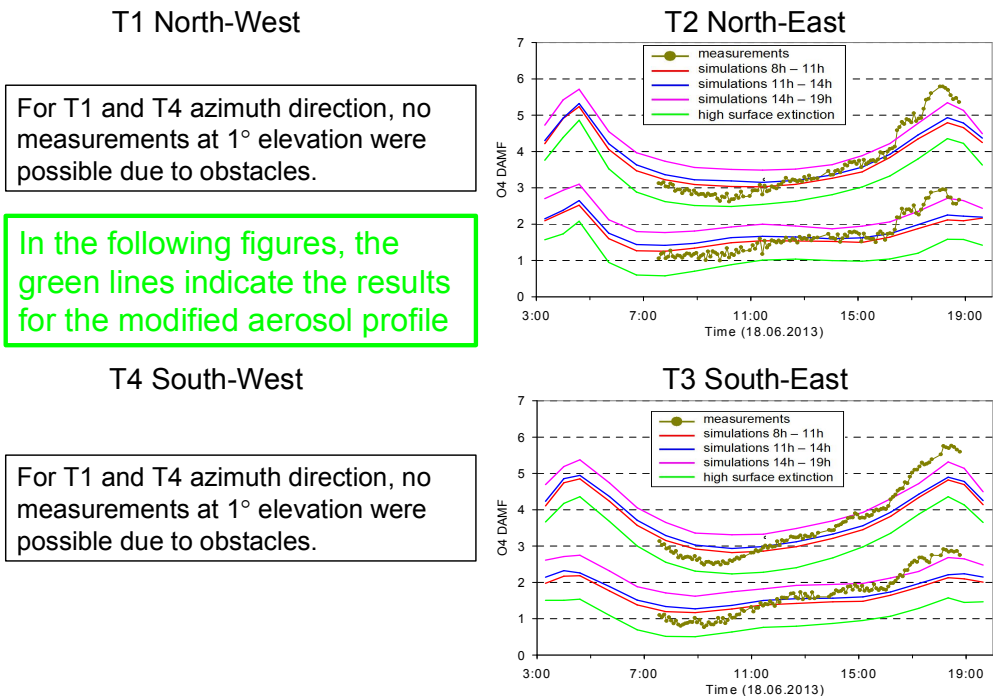 T1 North-West
For T1 and T4 azimuth direction, no
measurements at 1° elevation were
possible due to obstacles.
In the following figures, the
green lines indicate the results
for the modified aerosol profile
T2 North-East
7
6
5
4
3
2
1
0
O4 DAMF
measurements
simulations 8h – 11h
simulations 11h – 14h
simulations 14h – 19h
high surface extinction
3:00 7:00 11:00 15:00 19:00
Time (18.06.2013)
T4 South-West
For T1 and T4 azimuth direction, no
measurements at 1° elevation were
possible due to obstacles.
T3 South-East
7
6
5
4
3
2
1
0
O4 DAMF
measurements
simulations 8h – 11h
simulations 11h – 14h
simulations 14h – 19h
high surface extinction
3:00 7:00 11:00 15:00 19:00
Time (18.06.2013)